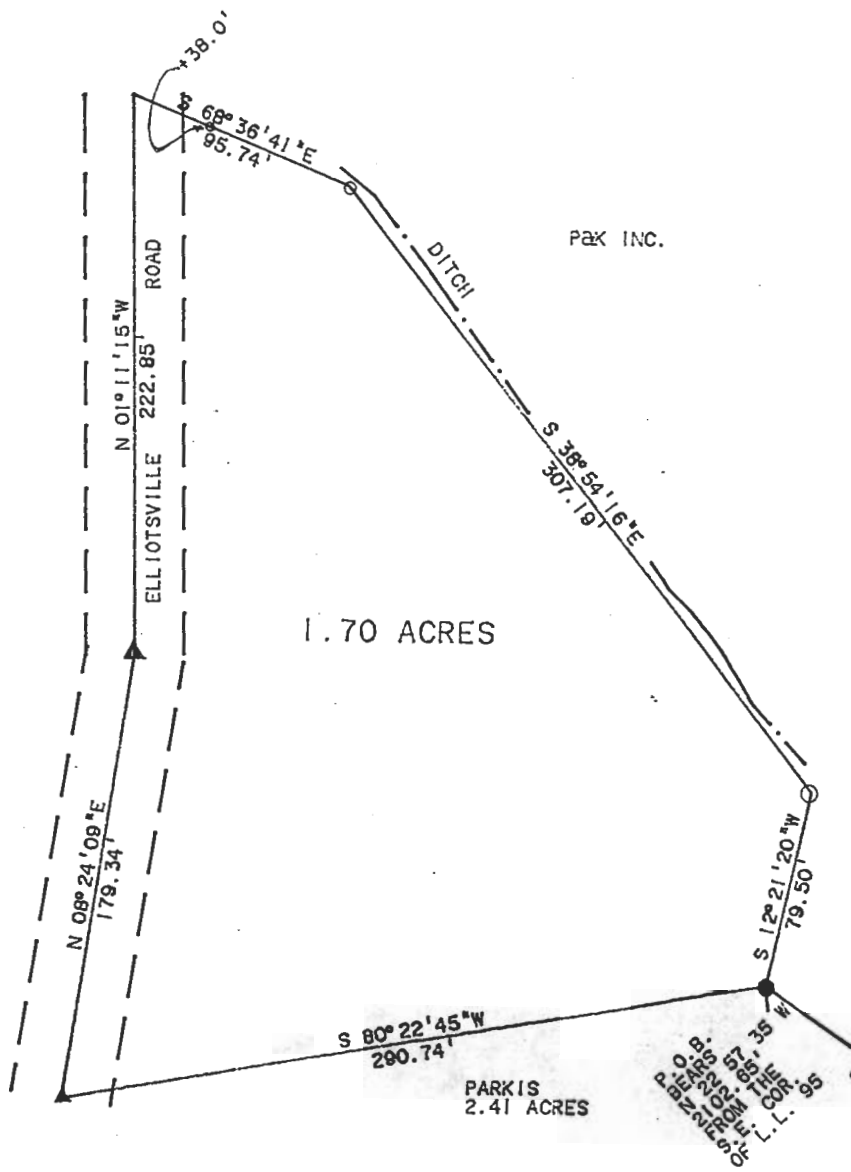 +38.0'
S 68° 36' 41 "E
95.74'
P&K INC.
DITCH
N 01° 11' 15 "W
222.85'
ELLIOTSVILLE ROAD
S 38° 54' 16 "E
307.19'
1.70 ACRES
N 08° 24' 09 "E
179.34'
S 12° 21' 20 "W
79.50'
S 80° 22' 45 "W
290.74'
PARKIS
2.41 ACRES
P.O.B.
BEARS
FROM THE
S.E. COR.
OF L.L. 95